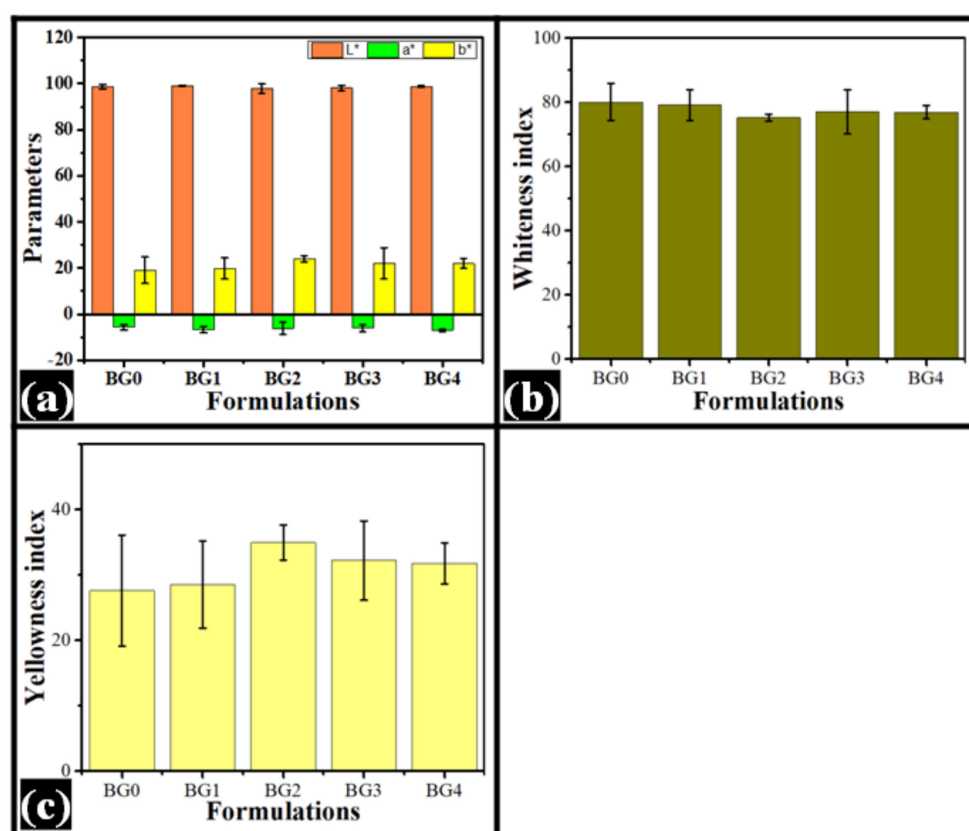 120
100
80
60
40
20
0
-20
Parameters
L* a* b*
BG0 BG1 BG2 BG3 BG4
Formulations
(a)
100
80
60
40
20
0
Whiteness index
BG0 BG1 BG2 BG3 BG4
Formulations
(b)
40
20
0
Yellowness index
BG0 BG1 BG2 BG3 BG4
Formulations
(c)